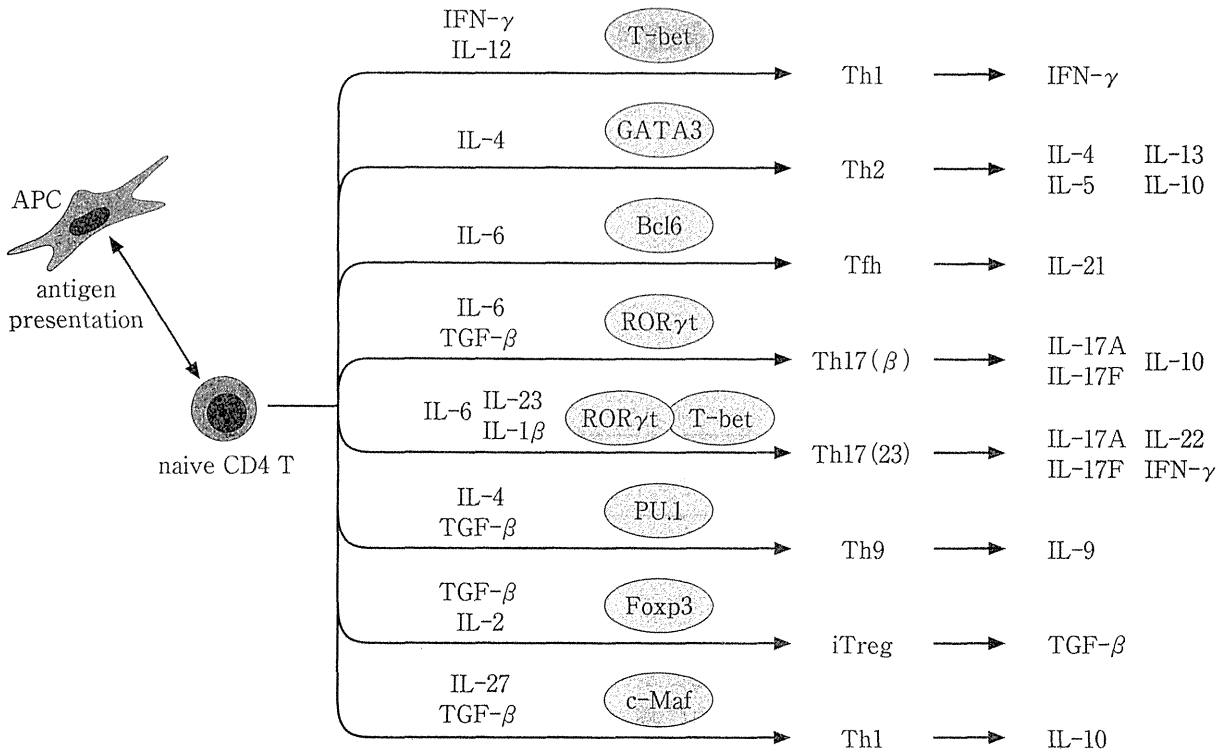 IFN-γ
IL-12
T-bet
Th1
IFN-γ
IL-4
GATA3
Th2
IL-4 IL-13
IL-5 IL-10
APC
antigen
presentation
naive CD4 T
IL-6
Bcl6
Tfh
IL-21
IL-6
TGF-β
RORγt
Th17(β)
IL-17A
IL-17F
IL-10
IL-6
IL-23
IL-1β
RORγt
T-bet
Th17(23)
IL-17A IL-22
IL-17F IFN-γ
IL-4
TGF-β
PU.1
Th9
IL-9
TGF-β
IL-2
Foxp3
iTreg
TGF-β
IL-27
TGF-β
c-Maf
Th1
IL-10